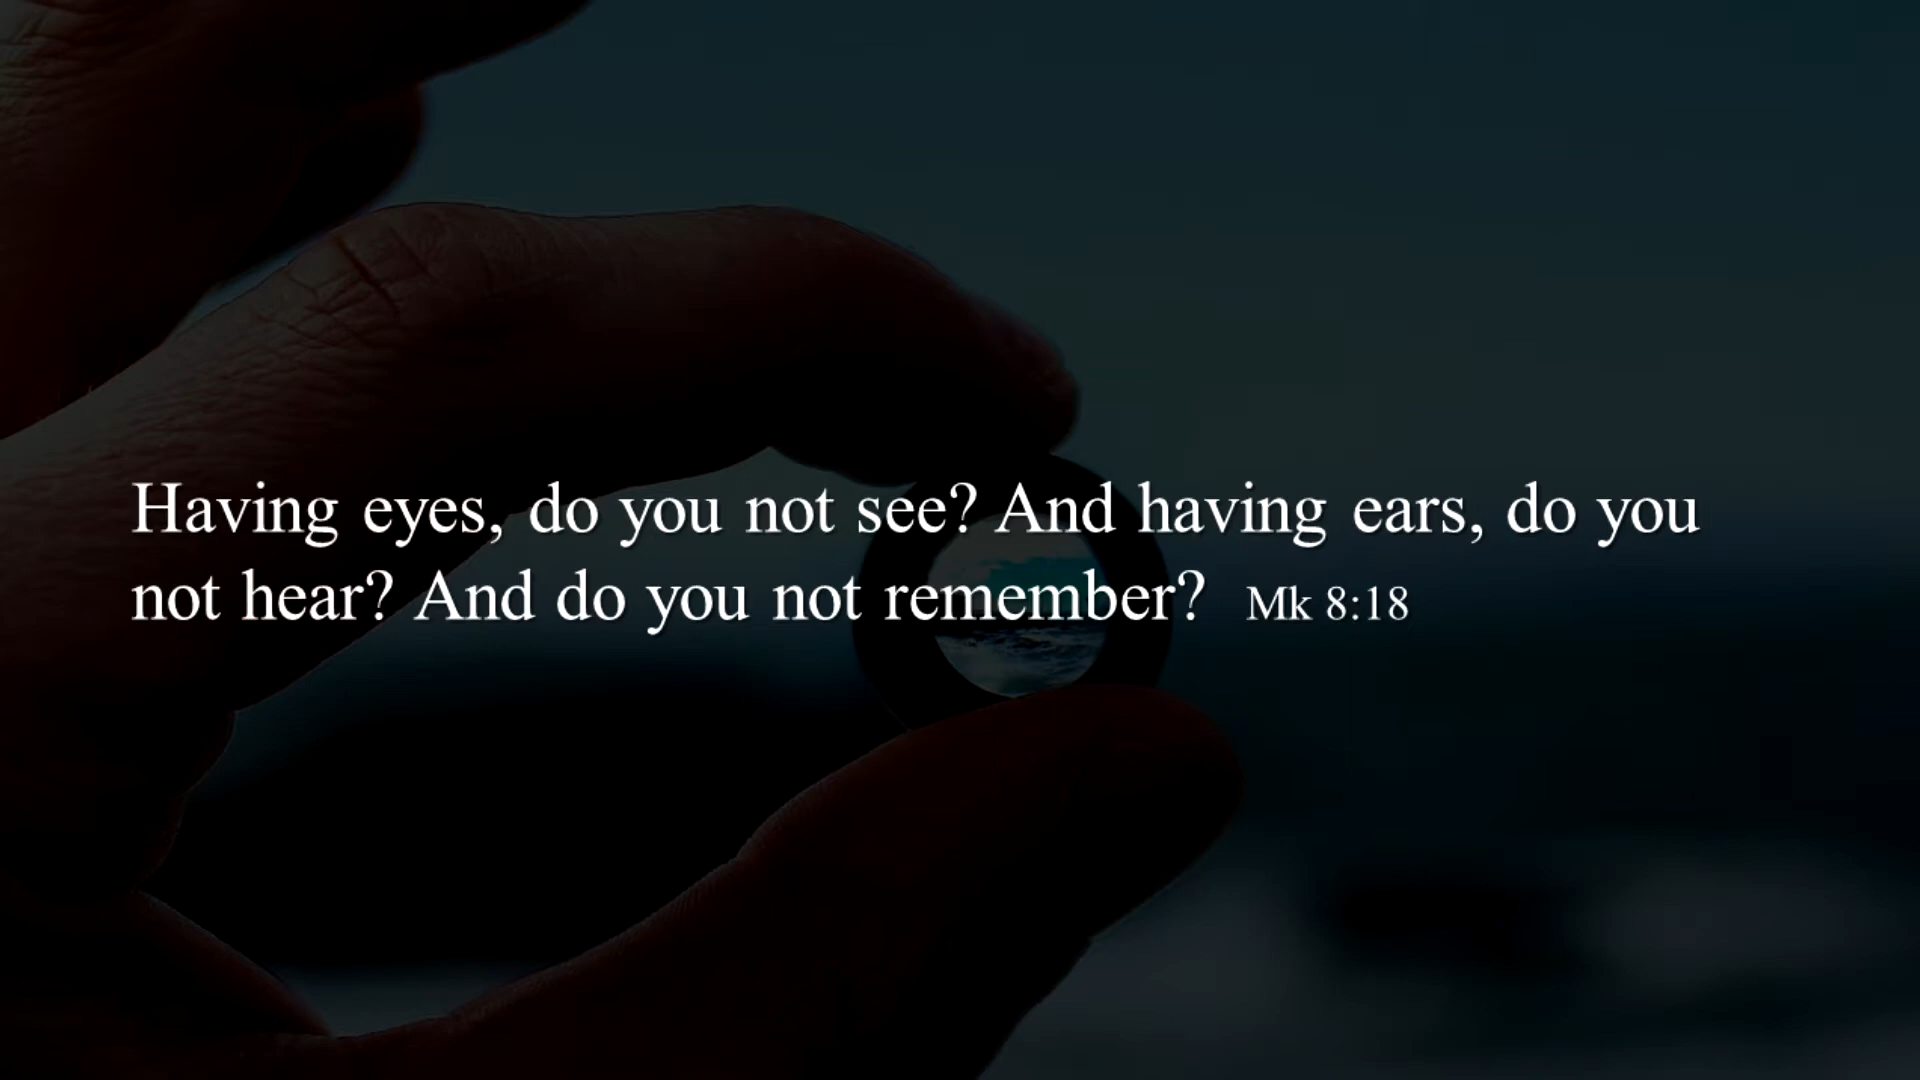 Having eyes, do you not see? And having ears, do you
not hear? And do you not remember? Mk 8:18